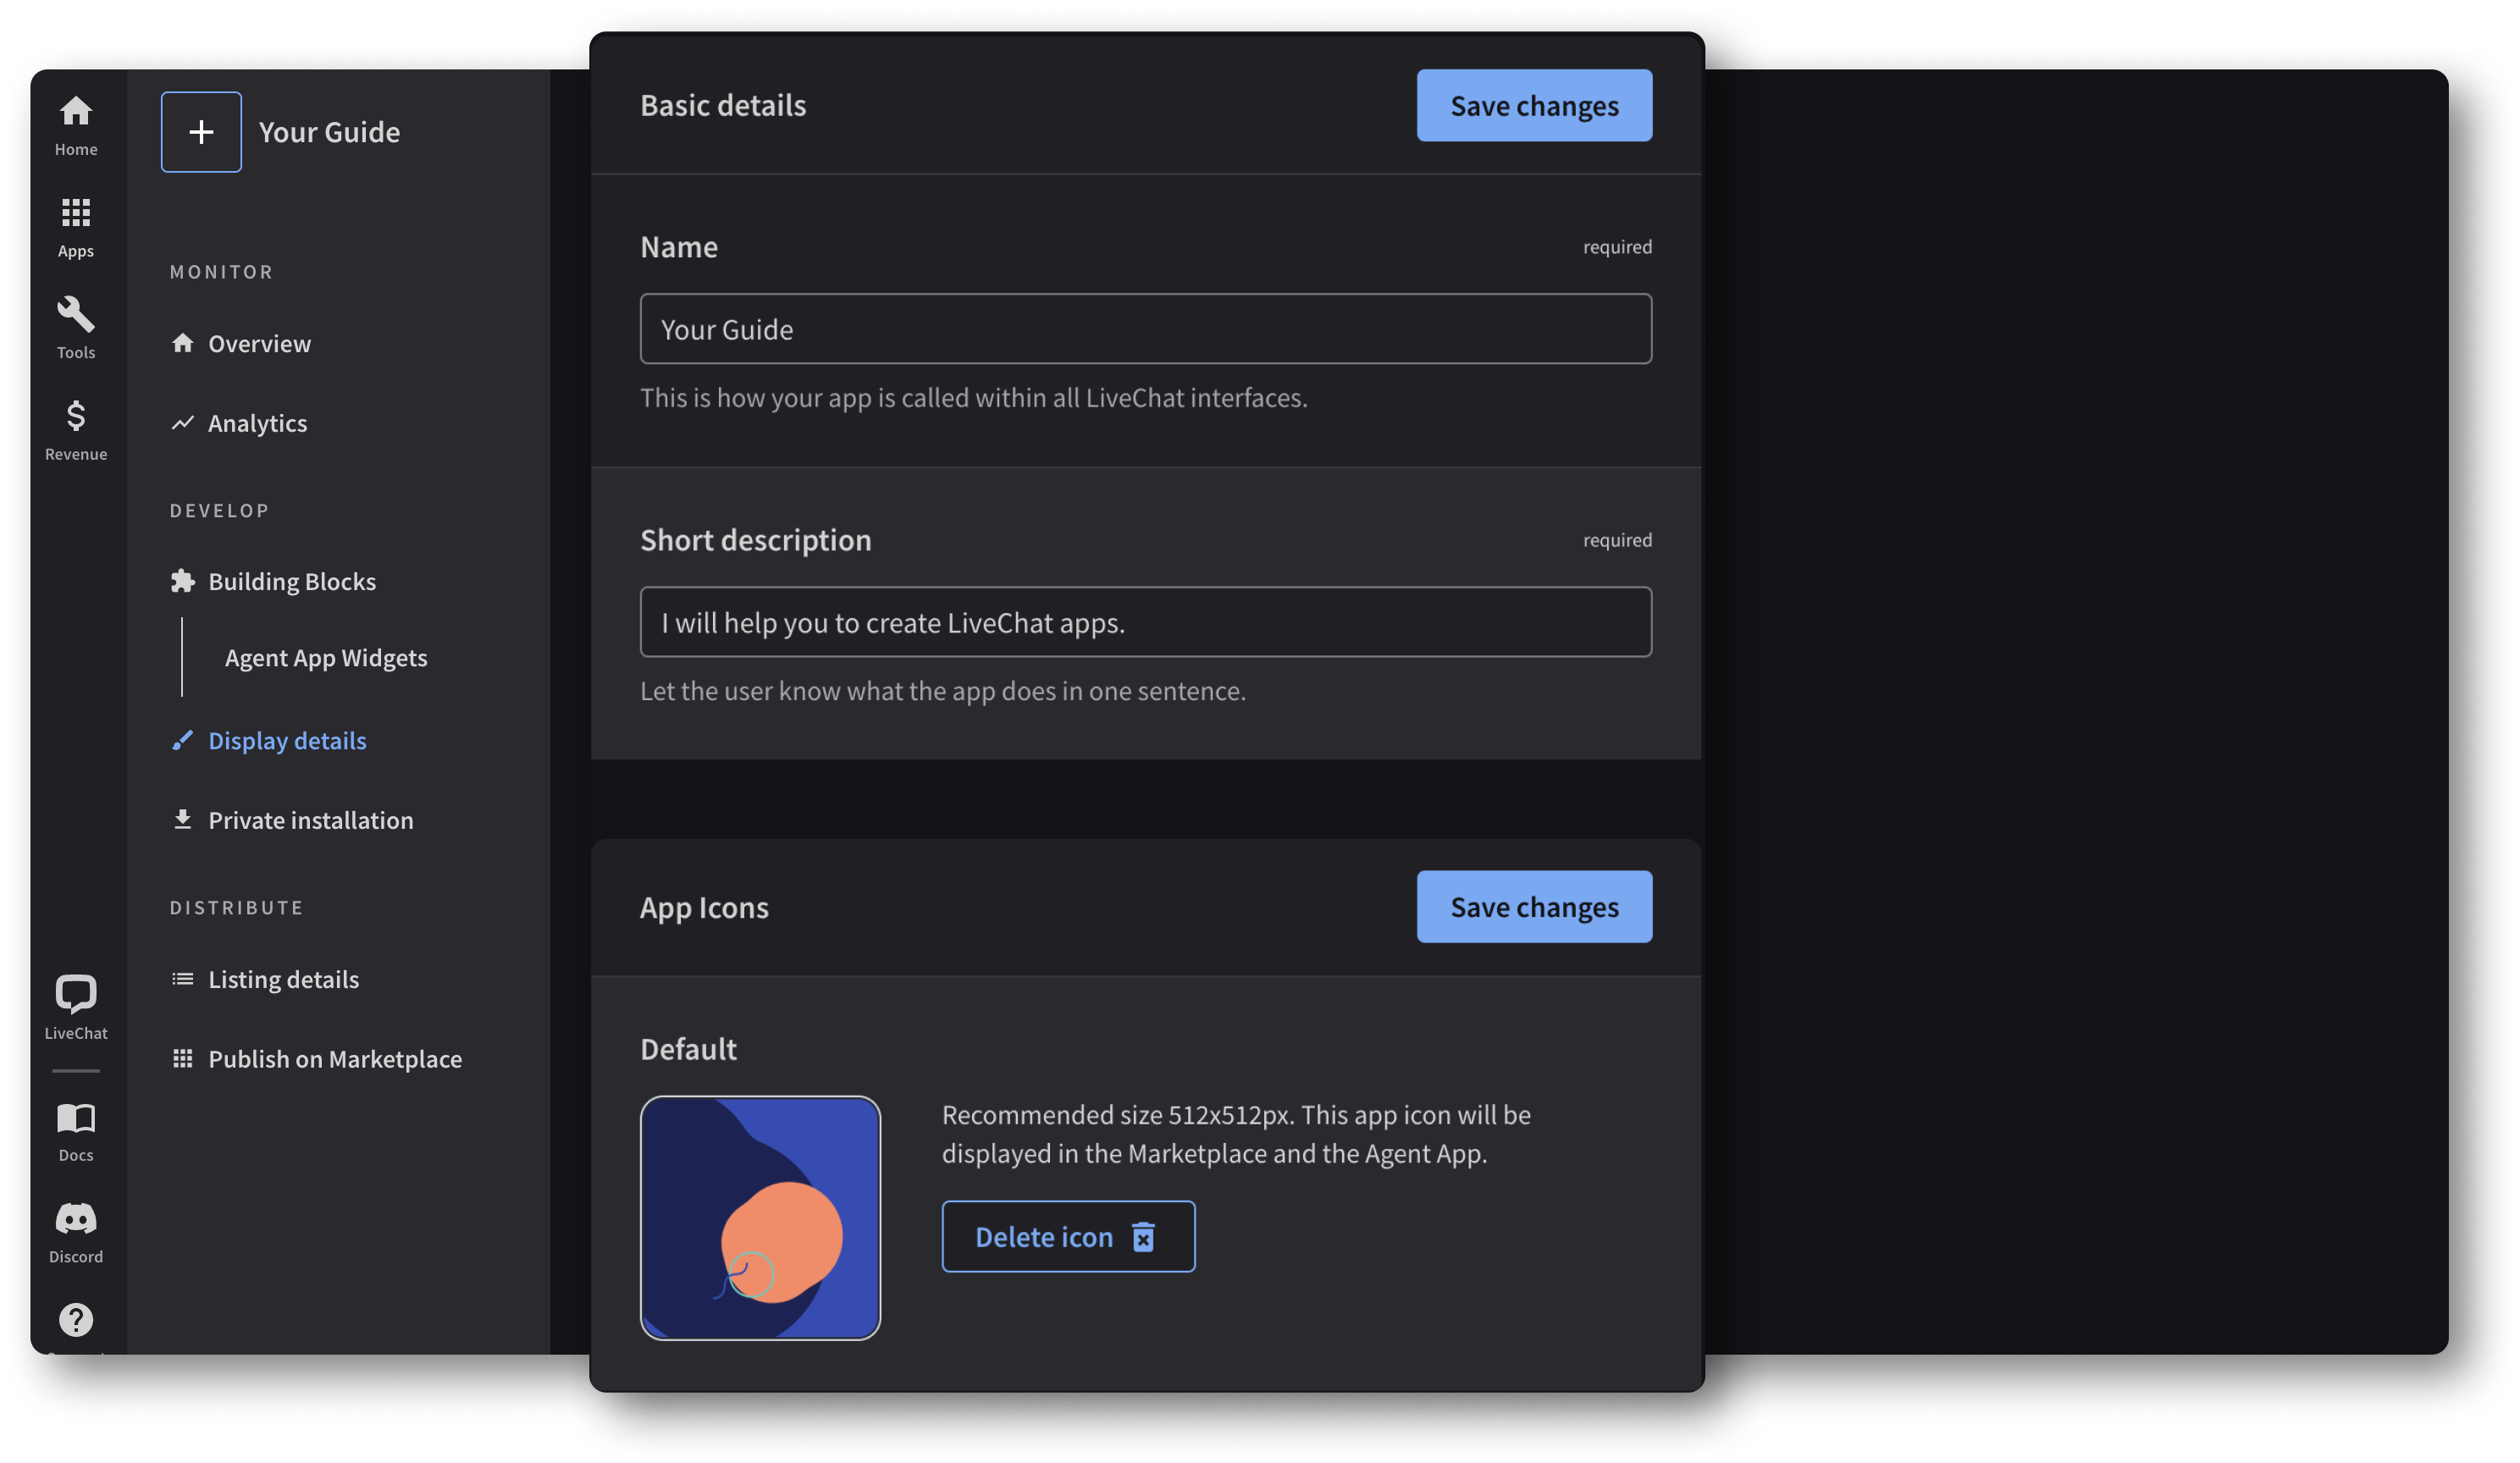 Home
Apps
Tools
Revenue
LiveChat
Docs
Discord
Your Guide
MONITOR
Overview
Analytics
DEVELOP
Building Blocks
Agent App Widgets
Display details
Private installation
DISTRIBUTE
Listing details
Publish on Marketplace
Basic details
Save changes
Name
required
Your Guide
This is how your app is called within all LiveChat interfaces.
Short description
required
I will help you to create LiveChat apps.
Let the user know what the app does in one sentence.
App Icons
Save changes
Default
Recommended size 512x512px. This app icon will be
displayed in the Marketplace and the Agent App.
Delete icon